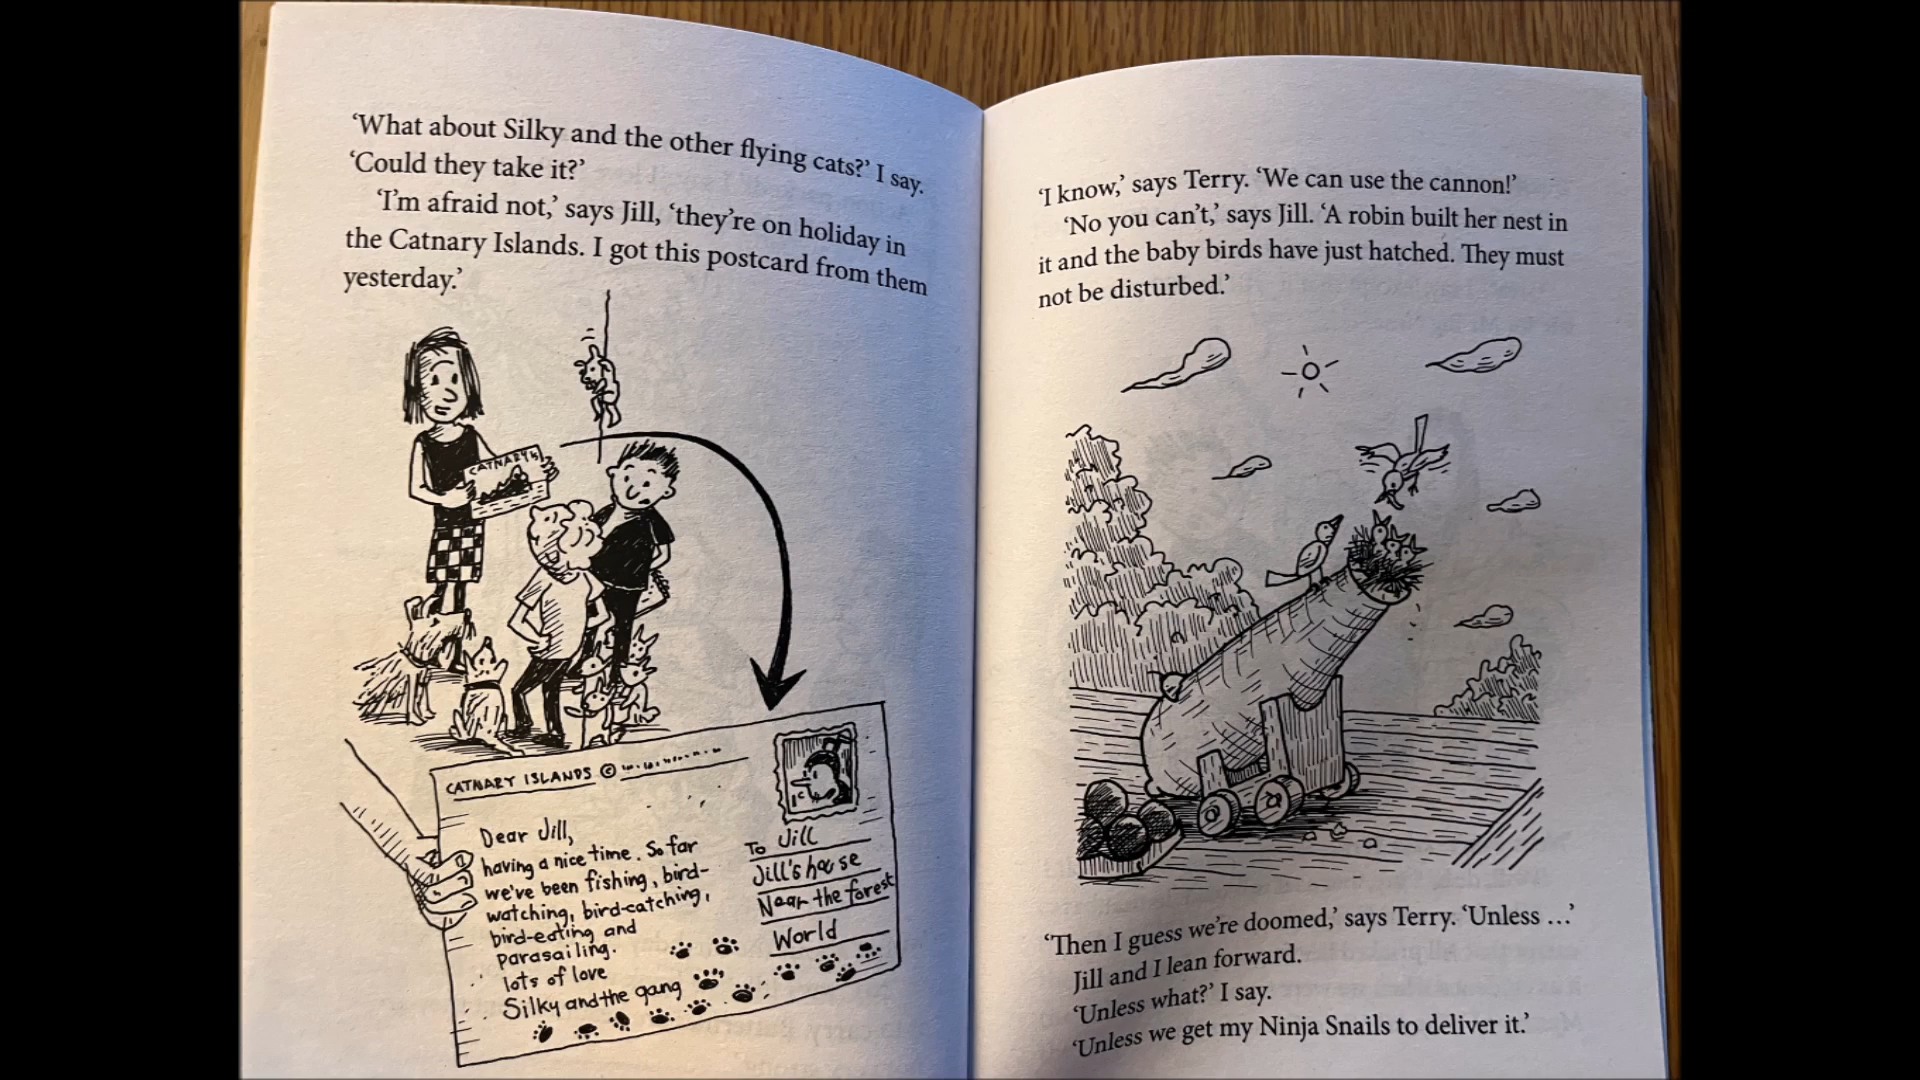 ‘What about Silky and the other flying cats?’ I say.
‘Could they take it?’
‘I’m afraid not,’ says Jill, ‘they’re on holiday in
the Catnary Islands. I got this postcard from them
yesterday.’
CATNARY IS
CATNARY ISLANDS ©
1c
Dear Jill,
having a nice time. So far
we've been fishing, bird-
watching, bird-catching,
bird-eating and
parasailing.
lots of love
Silky and the gang
To Jill
Jill's house
Near the forest
World
‘I know,’ says Terry. ‘We can use the cannon!’
‘No you can’t,’ says Jill. ‘A robin built her nest in
it and the baby birds have just hatched. They must
not be disturbed.’
‘Then I guess we’re doomed,’ says Terry. ‘Unless …’
Jill and I lean forward.
‘Unless what?’ I say.
‘Unless we get my Ninja Snails to deliver it.’